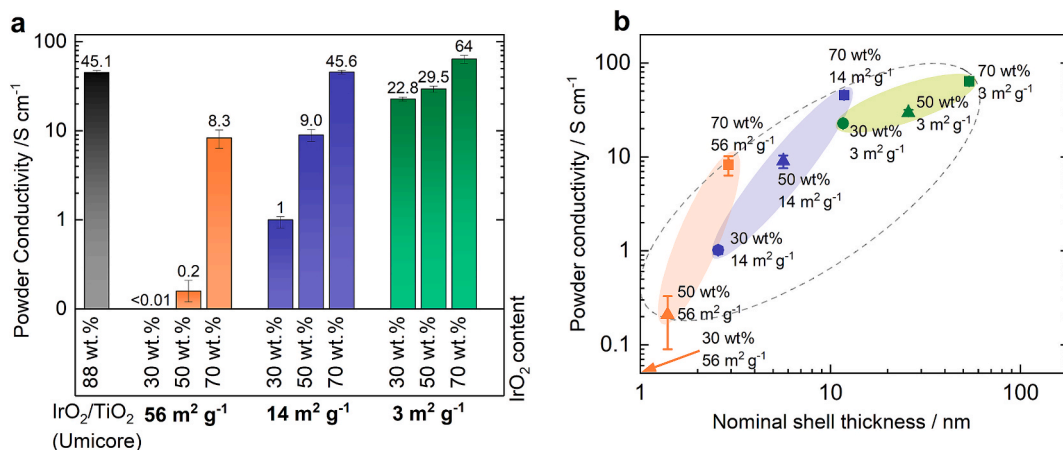 a
Powder Conductivity /S cm⁻¹
100
10
1
0
45.1
<0.01
0.2
8.3
1
9.0
45.6
22.8
29.5
64
88 wt.%
30 wt.%
50 wt.%
70 wt.%
30 wt.%
50 wt.%
70 wt.%
30 wt.%
50 wt.%
70 wt.%
IrO₂ content
IrO₂/TiO₂
(Umicore)
56 m² g⁻¹
14 m² g⁻¹
3 m² g⁻¹
b
Powder conductivity / S cm⁻¹
100
10
1
0.1
70 wt%
14 m² g⁻¹
70 wt%
3 m² g⁻¹
70 wt%
56 m² g⁻¹
50 wt%
3 m² g⁻¹
30 wt%
3 m² g⁻¹
50 wt%
14 m² g⁻¹
30 wt%
14 m² g⁻¹
50 wt%
56 m² g⁻¹
30 wt%
56 m² g⁻¹
1
10
100
Nominal shell thickness / nm